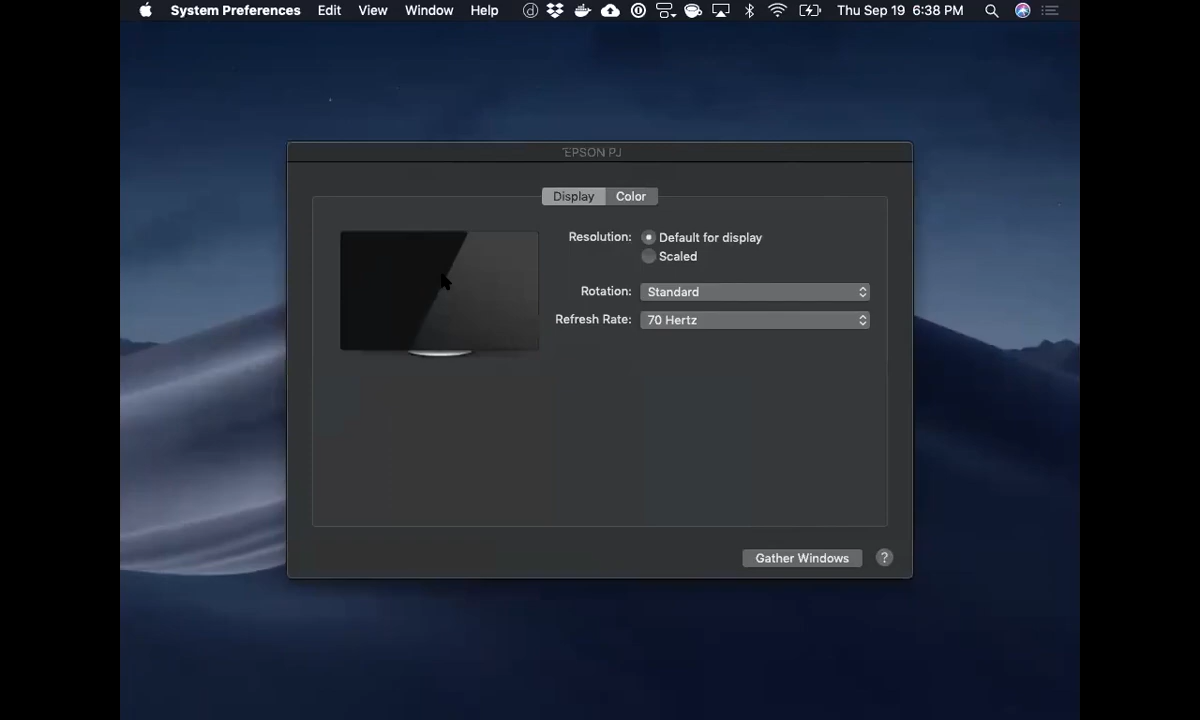 System Preferences Edit View Window Help Thu Sep 19 6:38 PM
EPSON PJ
Display Color
Resolution: Default for display
Scaled
Rotation: Standard
Refresh Rate: 70 Hertz
Gather Windows ?